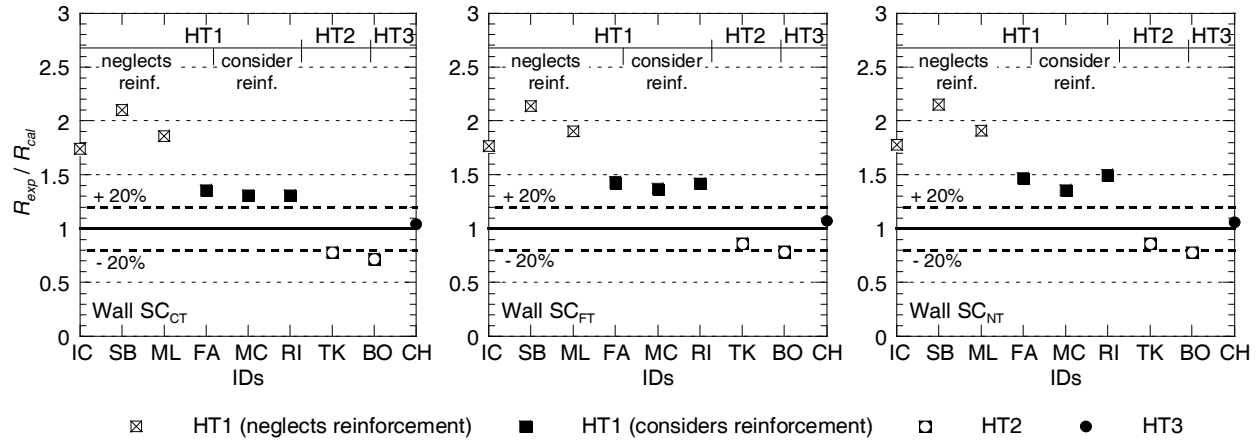 3
2.5
2
1.5
1
0.5
0
R_exp / R_cal
HT1 HT2 HT3
neglects reinf. consider reinf.
+ 20%
- 20%
Wall SC_CT
IC SB ML FA MC RI TK BO CH
IDs
3
2.5
2
1.5
1
0.5
0
HT1 HT2 HT3
neglects reinf. consider reinf.
+ 20%
- 20%
Wall SC_FT
IC SB ML FA MC RI TK BO CH
IDs
3
2.5
2
1.5
1
0.5
0
HT1 HT2 HT3
neglects reinf. consider reinf.
+ 20%
- 20%
Wall SC_NT
IC SB ML FA MC RI TK BO CH
IDs
HT1 (neglects reinforcement) HT1 (considers reinforcement) HT2 HT3